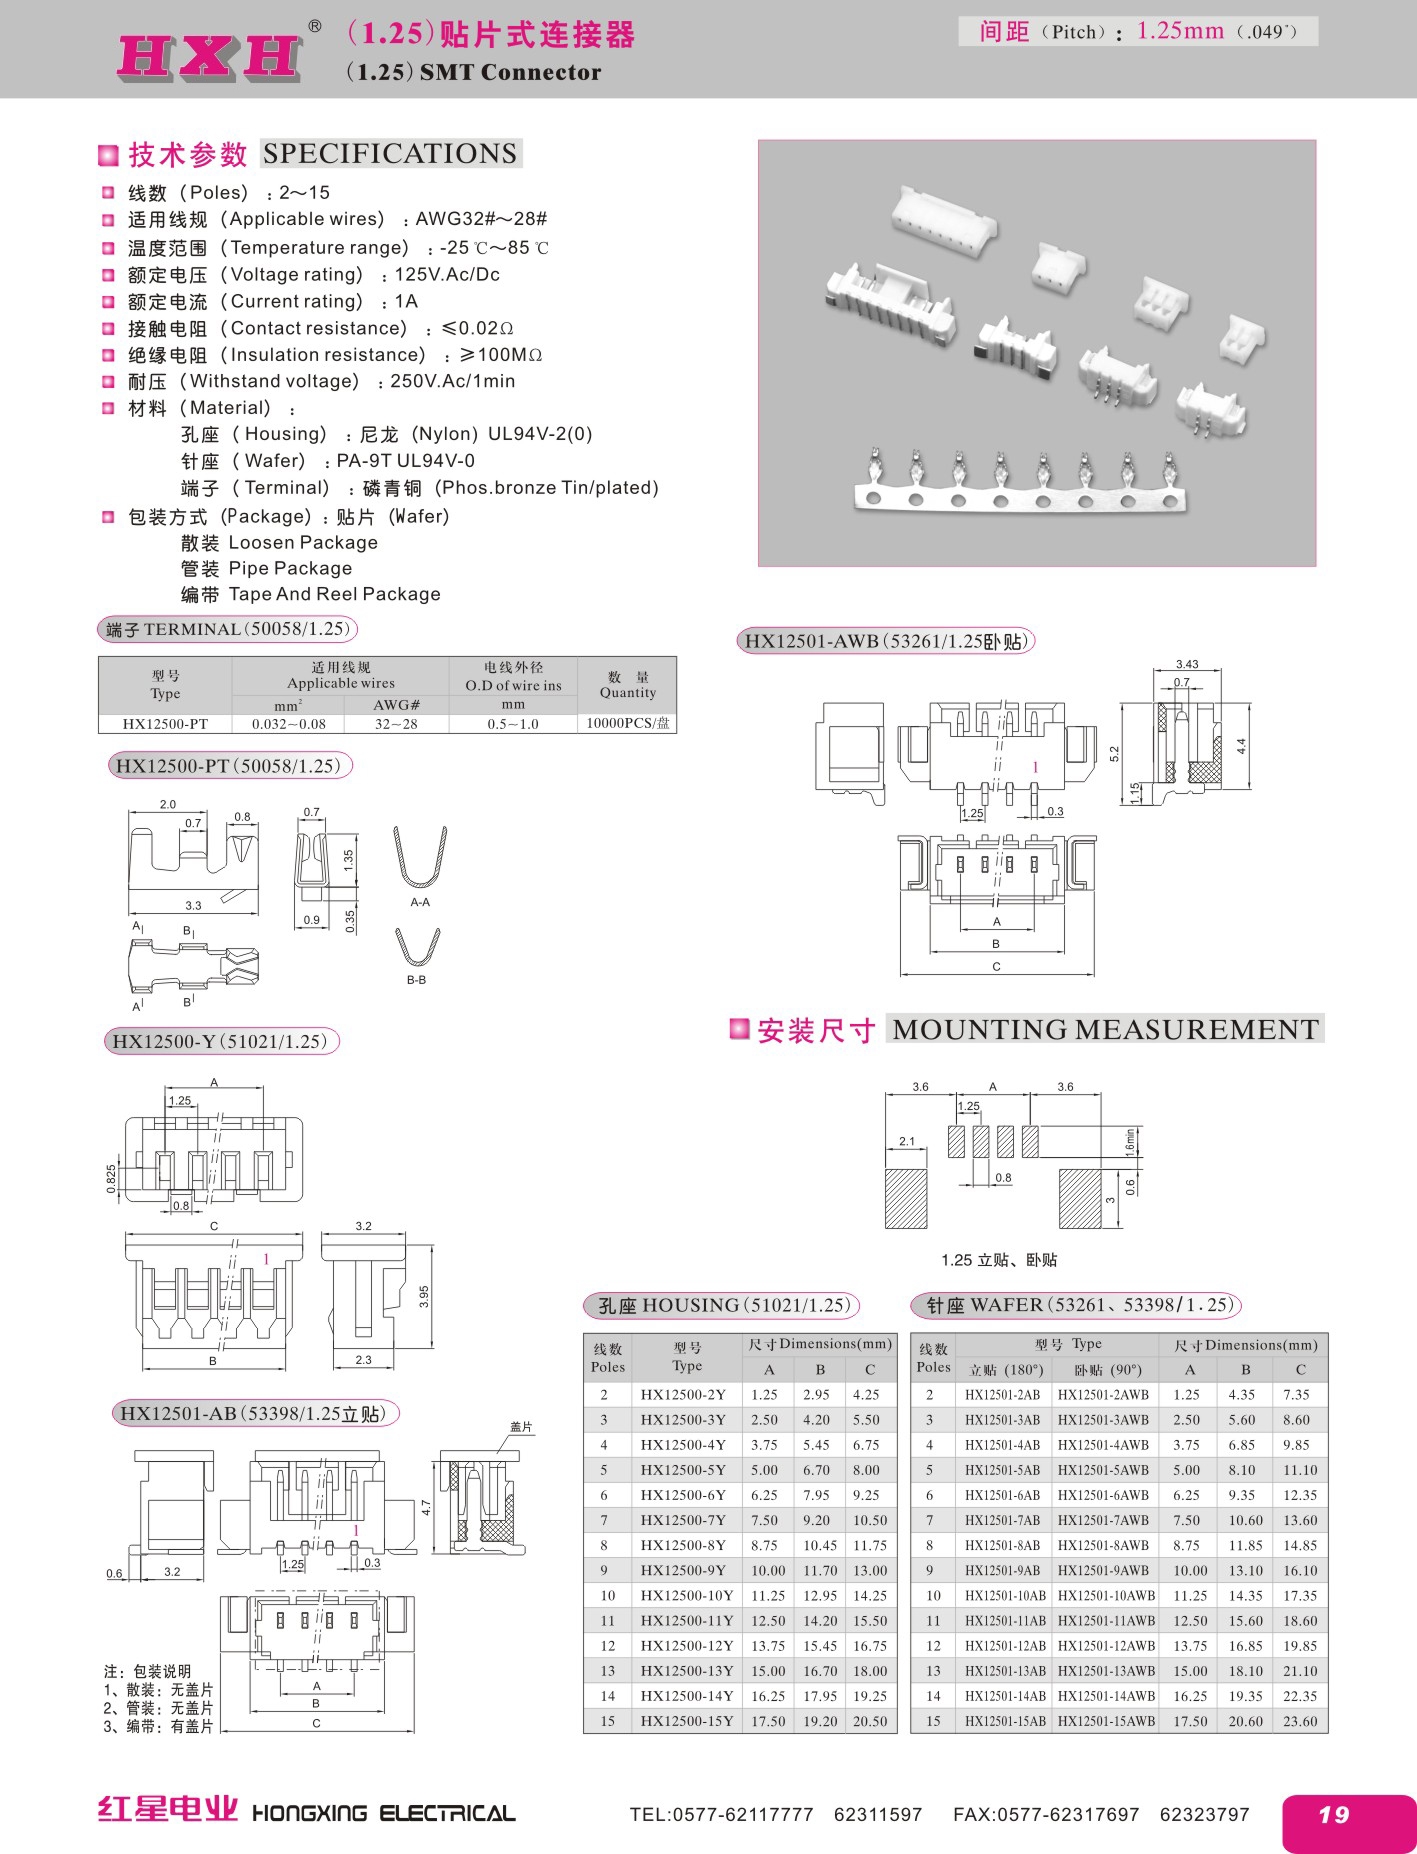 HXH®
(1.25)贴片式连接器
(1.25) SMT Connector
间距 (Pitch) : 1.25mm (.049")
技术参数 SPECIFICATIONS
线数 (Poles) : 2～15
适用线规 (Applicable wires) : AWG32#～28#
温度范围 (Temperature range) : -25℃～85℃
额定电压 (Voltage rating) : 125V.Ac/Dc
额定电流 (Current rating) : 1A
接触电阻 (Contact resistance) : ≤0.02Ω
绝缘电阻 (Insulation resistance) : ≥100MΩ
耐压 (Withstand voltage) : 250V.Ac/1min
材料 (Material) :
孔座 ( Housing) : 尼龙 (Nylon) UL94V-2(0)
针座 ( Wafer) : PA-9T UL94V-0
端子 ( Terminal) : 磷青铜 (Phos.bronze Tin/plated)
包装方式 (Package) : 贴片 (Wafer)
散装 Loosen Package
管装 Pipe Package
编带 Tape And Reel Package
端子 TERMINAL(50058/1.25)
型号 Type 适用线规 Applicable wires 电线外径 O.D of wire ins 数 量 Quantity
mm² AWG# mm
HX12500-PT 0.032~0.08 32~28 0.5~1.0 10000PCS/盘
HX12500-PT(50058/1.25)
2.0
0.7
0.8
3.3
0.7
1.35
0.9
0.35
A-A
B-B
A B
A B
HX12500-Y(51021/1.25)
A
1.25
0.825
0.8
C
3.2
1
3.95
B
2.3
HX12501-AB(53398/1.25立贴)
盖片
4.7
1
0.6
3.2
1.25
0.3
A
B
C
注: 包装说明
1、散装: 无盖片
2、管装: 无盖片
3、编带: 有盖片
HX12501-AWB(53261/1.25卧贴)
3.43
0.7
5.2
4.4
1.15
1
1.25
0.3
A
B
C
安装尺寸 MOUNTING MEASUREMENT
3.6 A 3.6
1.25
2.1
1.6min
0.8
0.6
3
1.25 立贴、卧贴
孔座 HOUSING(51021/1.25)
线数 Poles 型号 Type 尺寸Dimensions(mm)
A B C
2 HX12500-2Y 1.25 2.95 4.25
3 HX12500-3Y 2.50 4.20 5.50
4 HX12500-4Y 3.75 5.45 6.75
5 HX12500-5Y 5.00 6.70 8.00
6 HX12500-6Y 6.25 7.95 9.25
7 HX12500-7Y 7.50 9.20 10.50
8 HX12500-8Y 8.75 10.45 11.75
9 HX12500-9Y 10.00 11.70 13.00
10 HX12500-10Y 11.25 12.95 14.25
11 HX12500-11Y 12.50 14.20 15.50
12 HX12500-12Y 13.75 15.45 16.75
13 HX12500-13Y 15.00 16.70 18.00
14 HX12500-14Y 16.25 17.95 19.25
15 HX12500-15Y 17.50 19.20 20.50
针座 WAFER(53261、53398/1.25)
线数 Poles 型号 Type 尺寸Dimensions(mm)
立贴 (180°) 卧贴 (90°) A B C
2 HX12501-2AB HX12501-2AWB 1.25 4.35 7.35
3 HX12501-3AB HX12501-3AWB 2.50 5.60 8.60
4 HX12501-4AB HX12501-4AWB 3.75 6.85 9.85
5 HX12501-5AB HX12501-5AWB 5.00 8.10 11.10
6 HX12501-6AB HX12501-6AWB 6.25 9.35 12.35
7 HX12501-7AB HX12501-7AWB 7.50 10.60 13.60
8 HX12501-8AB HX12501-8AWB 8.75 11.85 14.85
9 HX12501-9AB HX12501-9AWB 10.00 13.10 16.10
10 HX12501-10AB HX12501-10AWB 11.25 14.35 17.35
11 HX12501-11AB HX12501-11AWB 12.50 15.60 18.60
12 HX12501-12AB HX12501-12AWB 13.75 16.85 19.85
13 HX12501-13AB HX12501-13AWB 15.00 18.10 21.10
14 HX12501-14AB HX12501-14AWB 16.25 19.35 22.35
15 HX12501-15AB HX12501-15AWB 17.50 20.60 23.60
红星电业 HONGXING ELECTRICAL
TEL:0577-62117777 62311597 FAX:0577-62317697 62323797
19